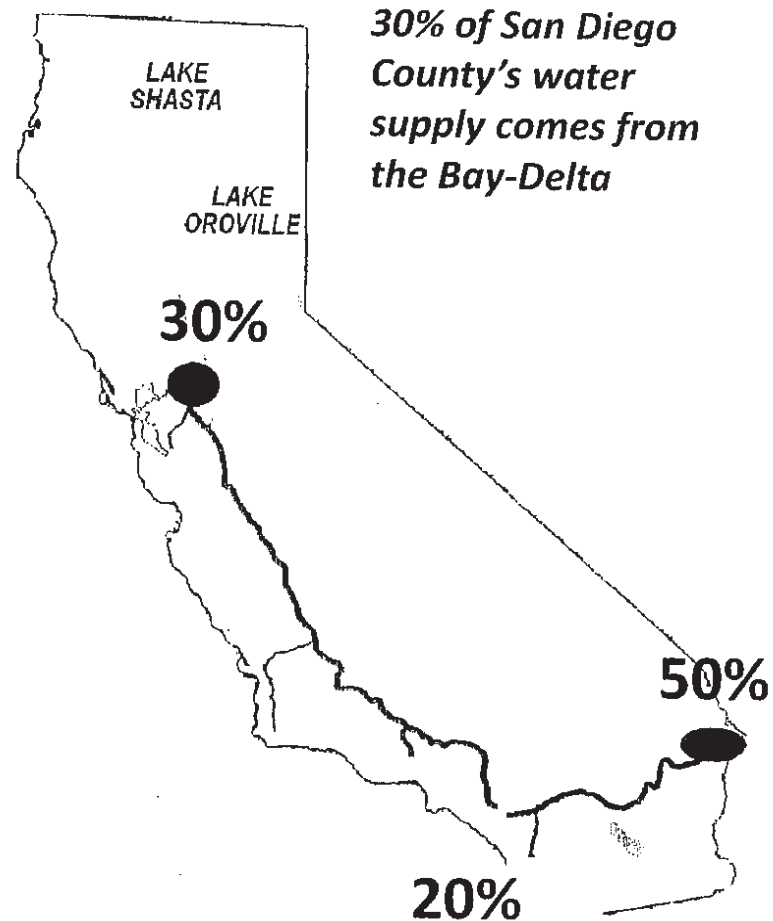 30% of San Diego
County's water
supply comes from
the Bay-Delta
LAKE
SHASTA
LAKE
OROVILLE
30%
50%
20%